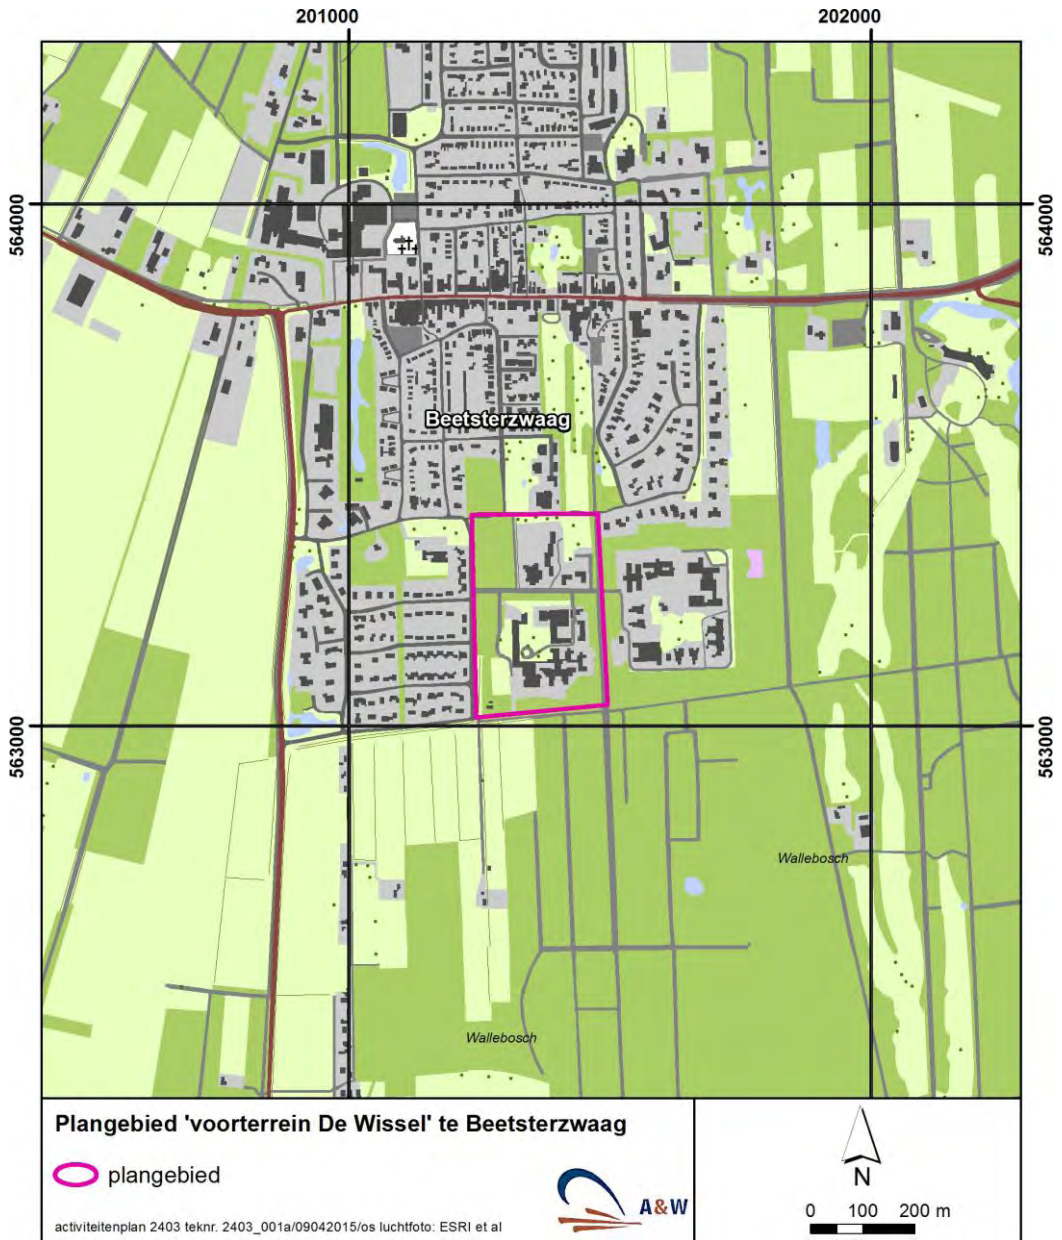 201000
202000
564000
564000
Beetsterzwaag
563000
563000
Wallebosch
Wallebosch
Plangebied 'voorterrein De Wissel' te Beetsterzwaag
plangebied
A&W
activiteitenplan 2403 teknr. 2403_001a/09042015/os luchtfoto: ESRI et al
N
0 100 200 m